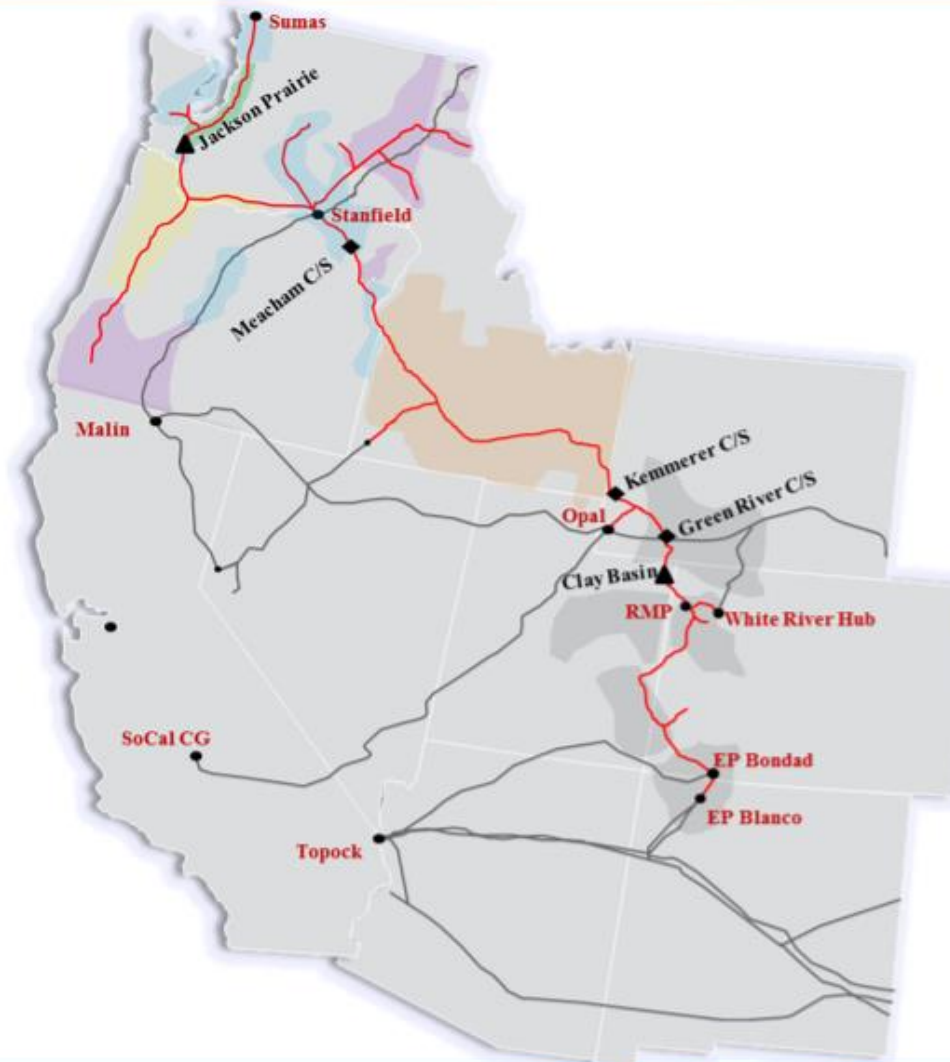 Sumas
Jackson Prairie
Stanfield
Meacham C/S
Malin
Kemmerer C/S
Opal
Green River C/S
Clay Basin
RMP
White River Hub
SoCal CG
EP Bondad
EP Blanco
Topock